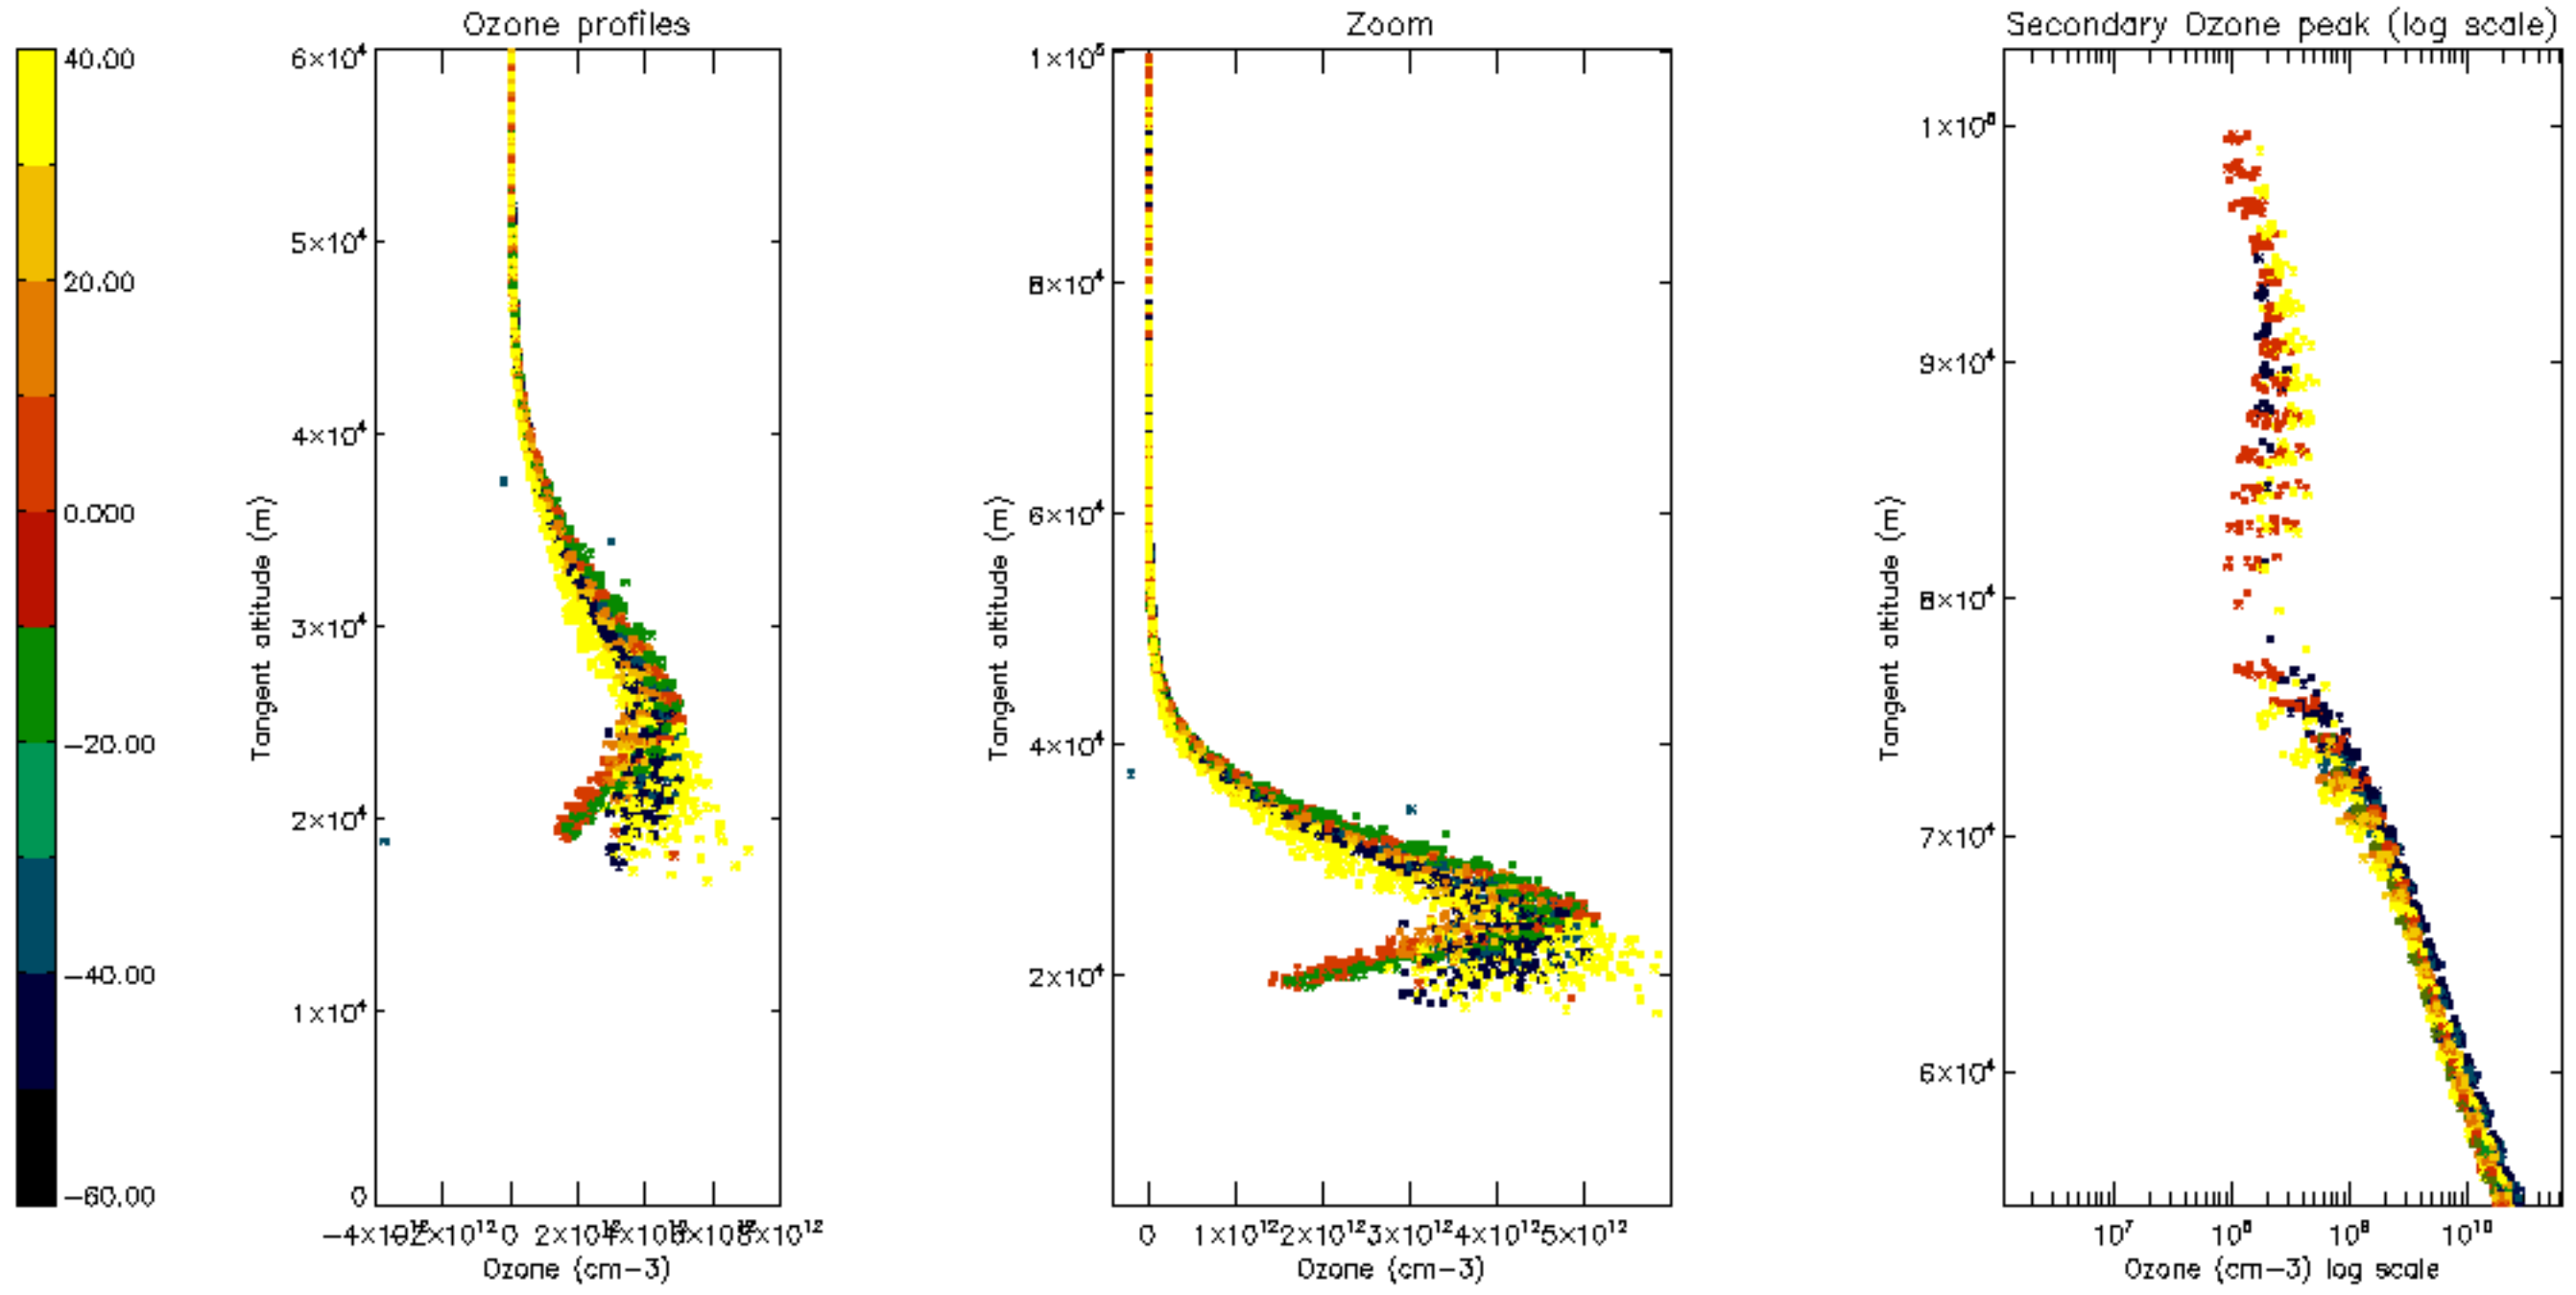 Ozone profiles
Zoom
Secondary Ozone peak (log scale)
40.00
20.00
0.000
−20.00
−40.00
−60.00
6×10⁴
5×10⁴
4×10⁴
3×10⁴
2×10⁴
1×10⁴
0
Tangent altitude (m)
0
Ozone (cm−3)
1×10⁵
8×10⁴
6×10⁴
4×10⁴
2×10⁴
Tangent altitude (m)
0 1×10¹² 2×10¹² 3×10¹² 4×10¹² 5×10¹²
Ozone (cm−3)
1×10⁵
9×10⁴
8×10⁴
7×10⁴
6×10⁴
Tangent altitude (m)
10⁷ 10⁸ 10⁹ 10¹⁰
Ozone (cm−3) log scale